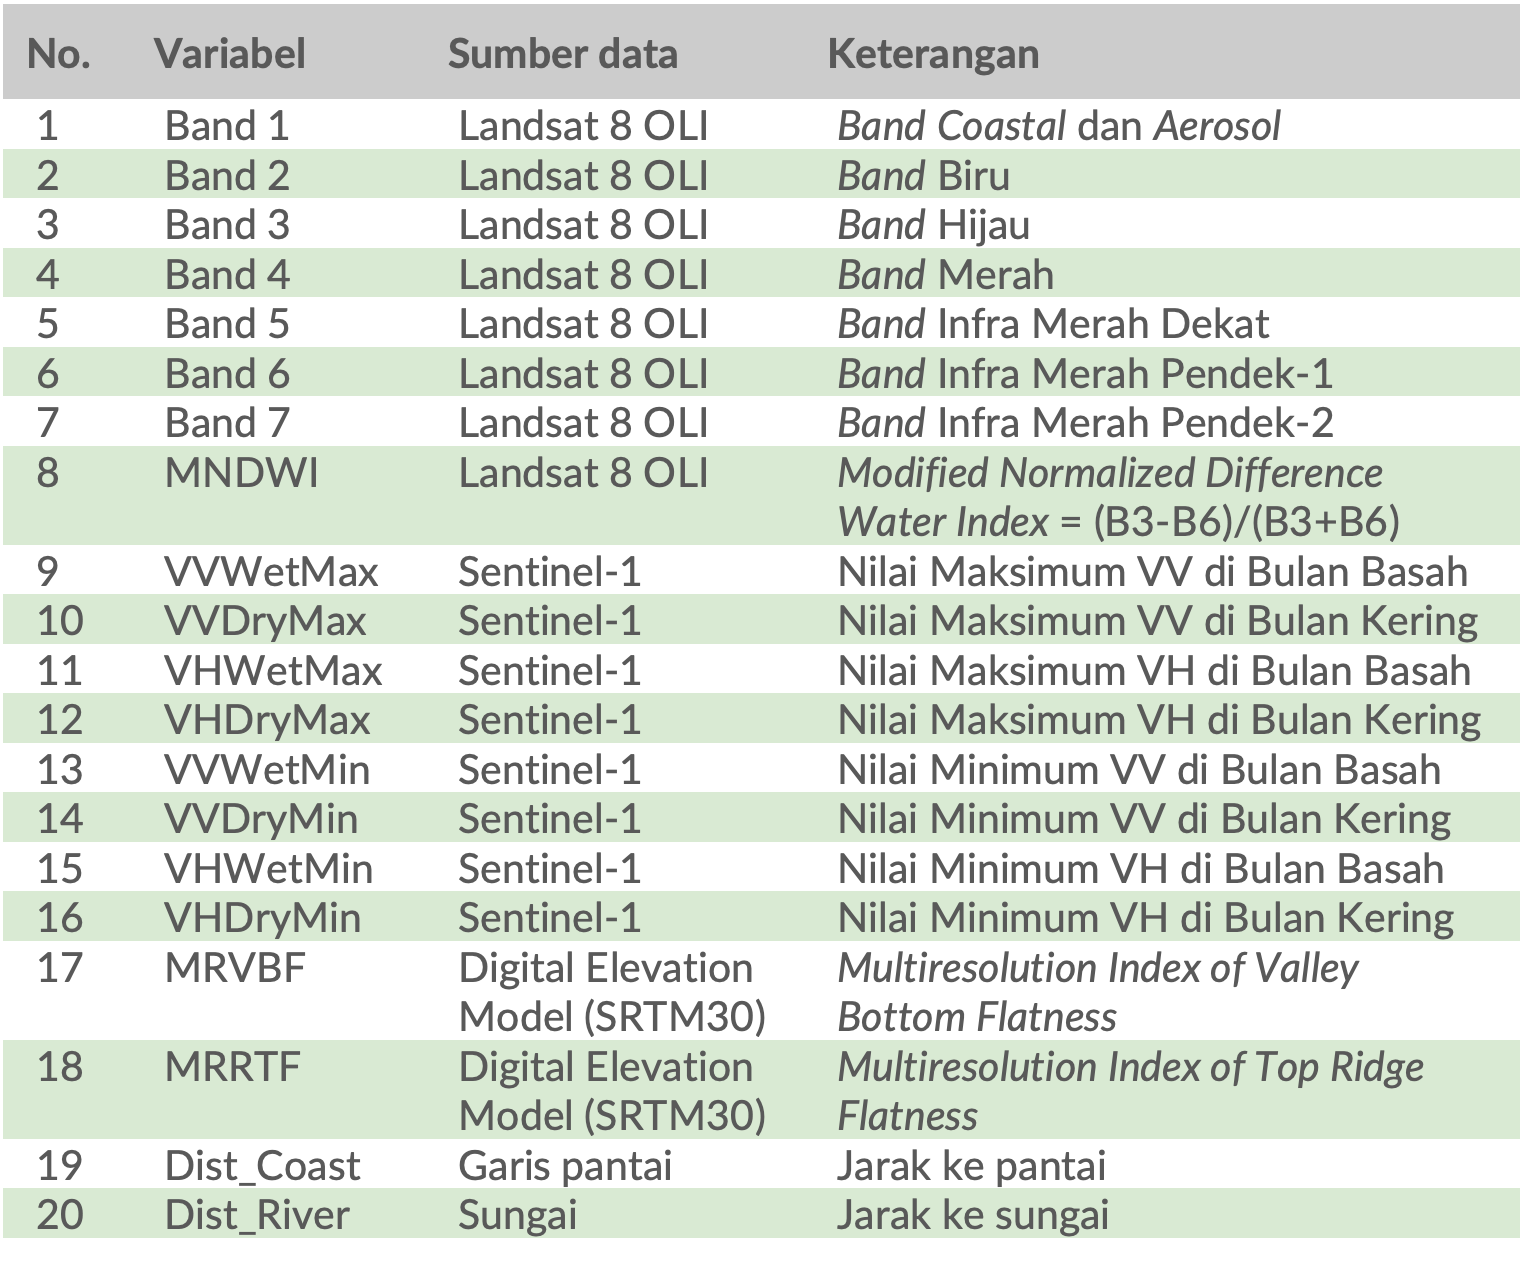 No. Variabel Sumber data Keterangan
1 Band 1 Landsat 8 OLI Band Coastal dan Aerosol
2 Band 2 Landsat 8 OLI Band Biru
3 Band 3 Landsat 8 OLI Band Hijau
4 Band 4 Landsat 8 OLI Band Merah
5 Band 5 Landsat 8 OLI Band Infra Merah Dekat
6 Band 6 Landsat 8 OLI Band Infra Merah Pendek-1
7 Band 7 Landsat 8 OLI Band Infra Merah Pendek-2
8 MNDWI Landsat 8 OLI Modified Normalized Difference
Water Index = (B3-B6)/(B3+B6)
9 VVWetMax Sentinel-1 Nilai Maksimum VV di Bulan Basah
10 VVDryMax Sentinel-1 Nilai Maksimum VV di Bulan Kering
11 VHWetMax Sentinel-1 Nilai Maksimum VH di Bulan Basah
12 VHDryMax Sentinel-1 Nilai Maksimum VH di Bulan Kering
13 VVWetMin Sentinel-1 Nilai Minimum VV di Bulan Basah
14 VVDryMin Sentinel-1 Nilai Minimum VV di Bulan Kering
15 VHWetMin Sentinel-1 Nilai Minimum VH di Bulan Basah
16 VHDryMin Sentinel-1 Nilai Minimum VH di Bulan Kering
17 MRVBF Digital Elevation Multiresolution Index of Valley
Model (SRTM30) Bottom Flatness
18 MRRTF Digital Elevation Multiresolution Index of Top Ridge
Model (SRTM30) Flatness
19 Dist_Coast Garis pantai Jarak ke pantai
20 Dist_River Sungai Jarak ke sungai